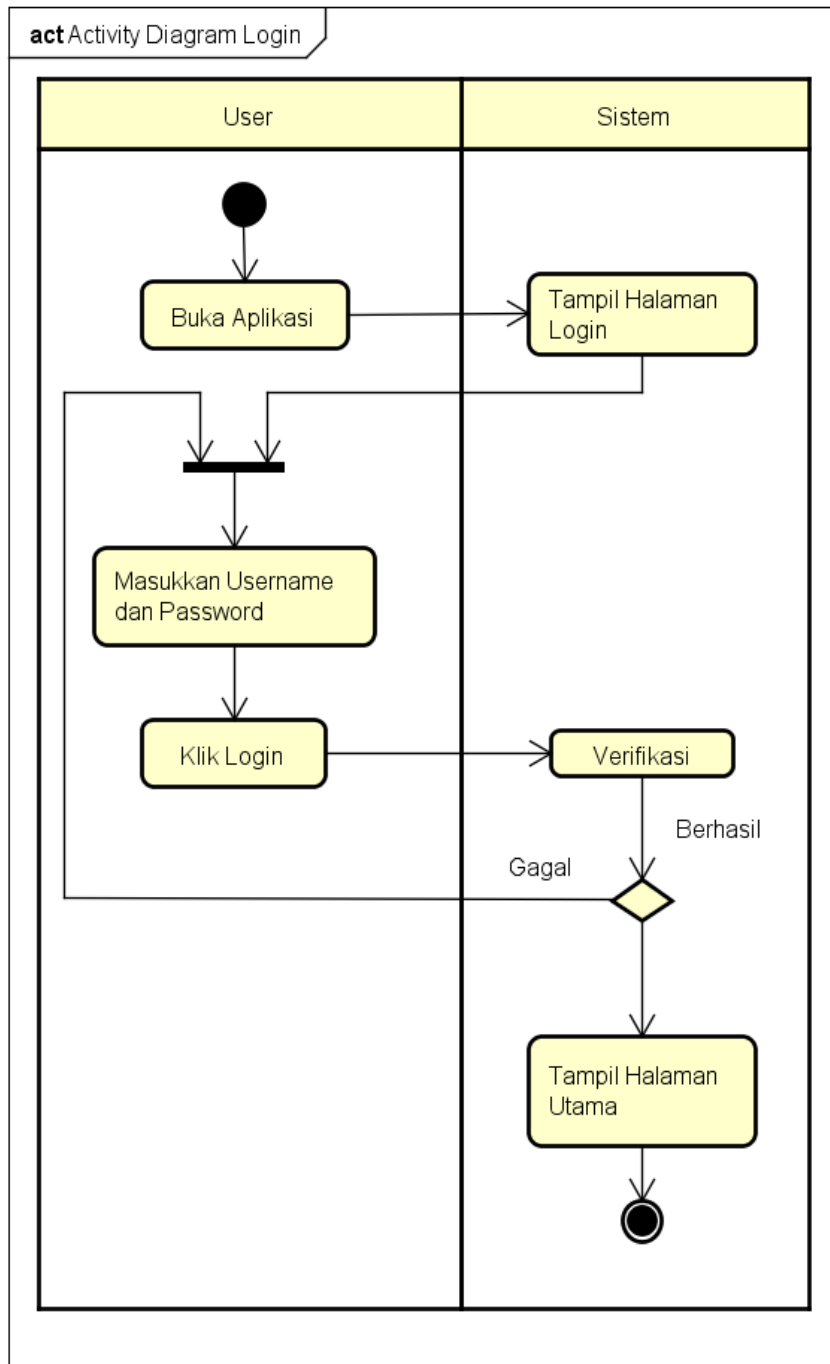 act Activity Diagram Login
User
Sistem
Buka Aplikasi
Tampil Halaman
Login
Masukkan Username
dan Password
Klik Login
Verifikasi
Berhasil
Gagal
Tampil Halaman
Utama